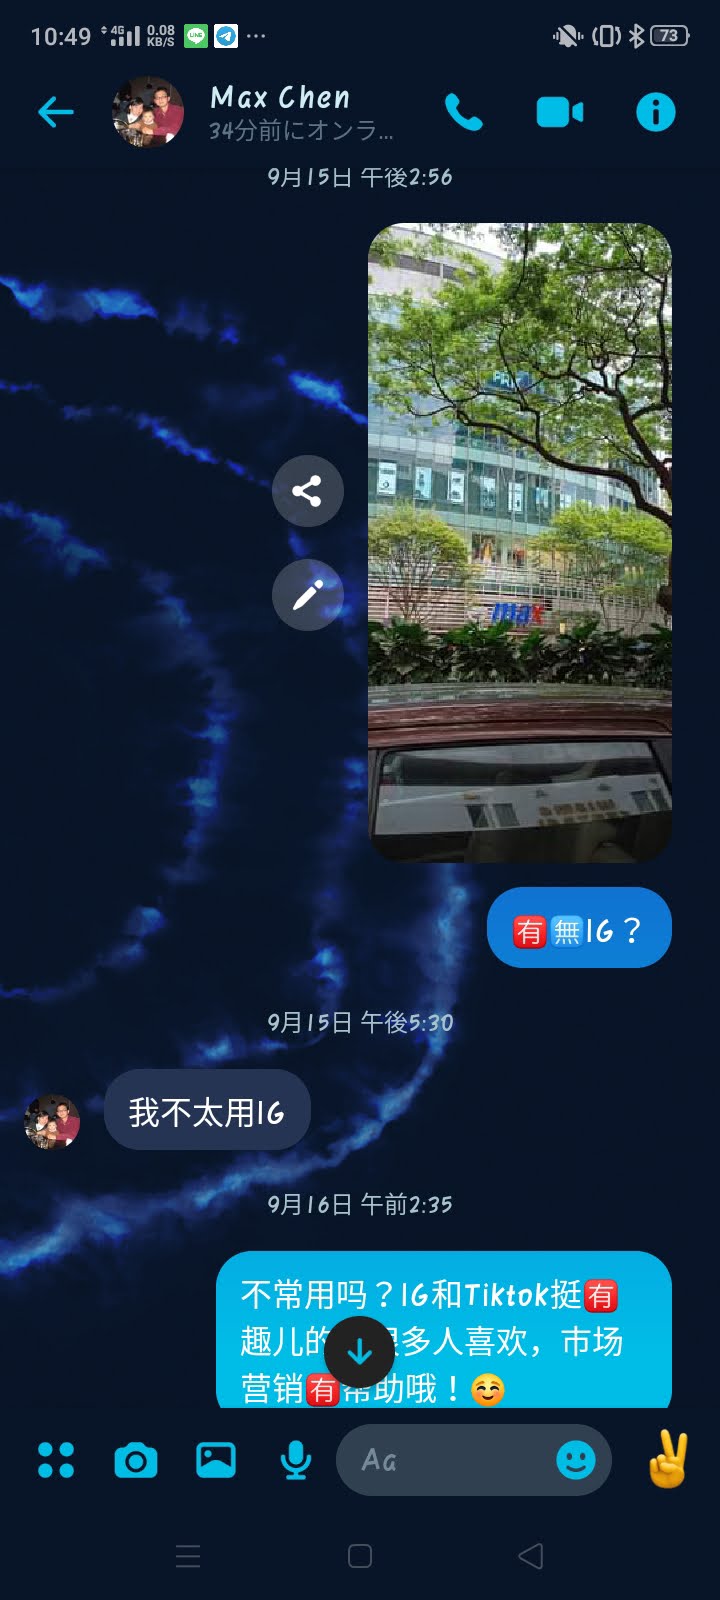 10:49 4G 0.08 KB/S LINE ... 73
Max Chen
34分前にオンラ...
9月15日 午後2:56
max
🈶🈚IG？
9月15日 午後5:30
我不太用IG
9月16日 午前2:35
不常用吗？IG和Tiktok挺🈶
趣儿的 很多人喜欢，市场
营销🈶帮助哦！☺️
Aa